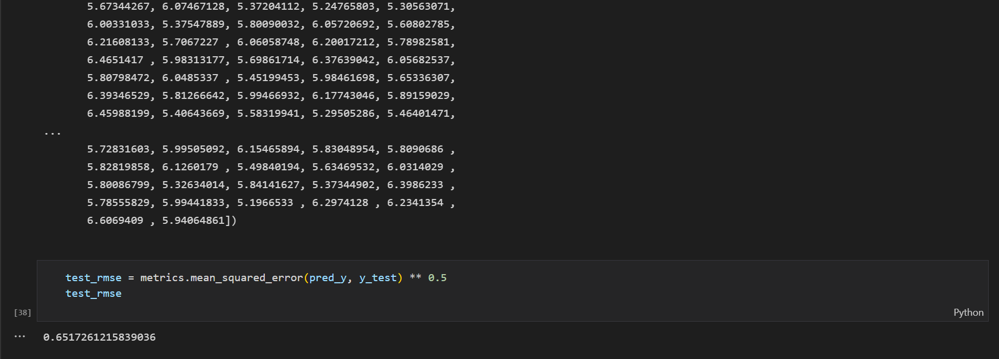 5.67344267, 6.07467128, 5.37204112, 5.24765803, 5.30563071,
6.00331033, 5.37547889, 5.80090032, 6.05720692, 5.60802785,
6.21608133, 5.7067227 , 6.06058748, 6.20017212, 5.78982581,
6.4651417 , 5.98313177, 5.69861714, 6.37639042, 6.05682537,
5.80798472, 6.0485337 , 5.45199453, 5.98461698, 5.65336307,
6.39346529, 5.81266642, 5.99466932, 6.17743046, 5.89159029,
6.45988199, 5.40643669, 5.58319941, 5.29505286, 5.46401471,
...
5.72831603, 5.99505092, 6.15465894, 5.83048954, 5.8090686 ,
5.82819858, 6.1260179 , 5.49840194, 5.63469532, 6.0314029 ,
5.80086799, 5.32634014, 5.84141627, 5.37344902, 6.3986233 ,
5.78555829, 5.99441833, 5.1966533 , 6.2974128 , 6.2341354 ,
6.6069409 , 5.94064861])
test_rmse = metrics.mean_squared_error(pred_y, y_test) ** 0.5
test_rmse
[38]
Python
... 0.6517261215839036